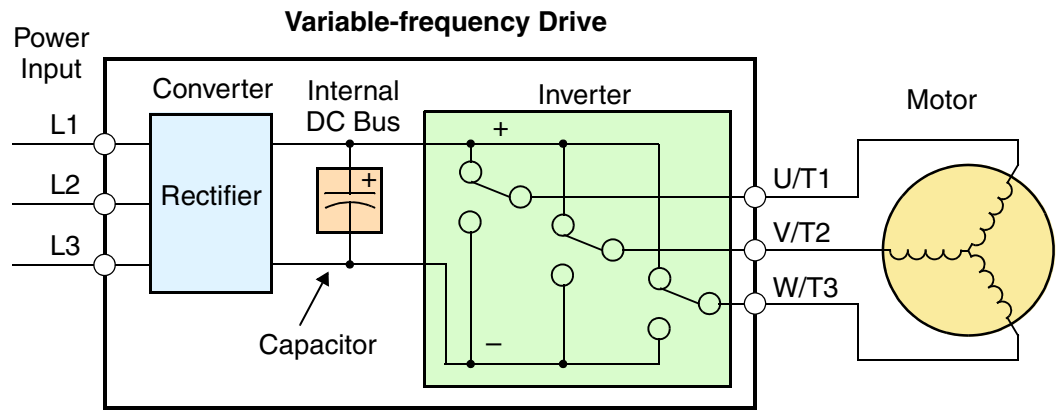 Variable-frequency Drive
Power
Input
Converter
Internal
DC Bus
Inverter
Motor
L1
L2
L3
Rectifier
+
+
–
U/T1
V/T2
W/T3
Capacitor